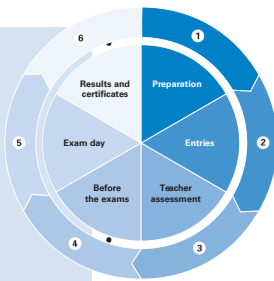 1
Preparation
2
Entries
3
Teacher
assessment
4
Before
the exams
5
Exam day
6
Results and
certificates